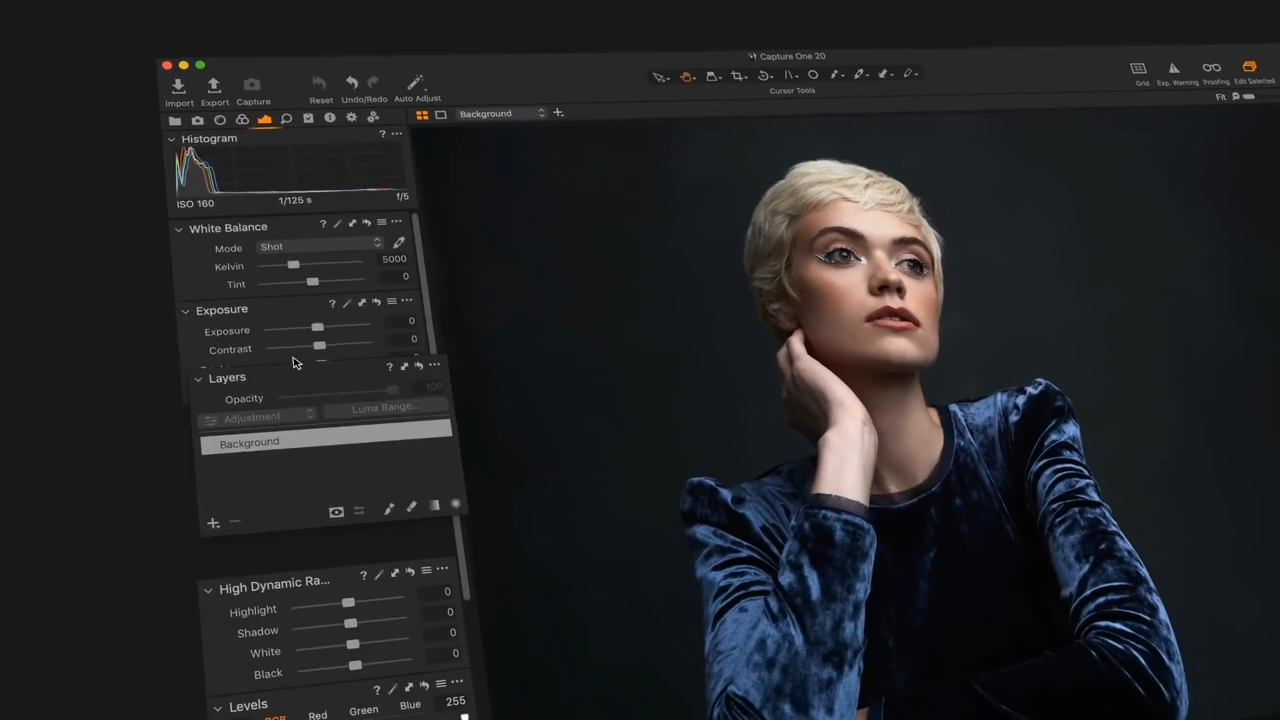 Capture One 20
Import Export Capture Reset Undo/Redo Auto Adjust
Cursor Tools
Grid Exp. Warning Proofing Edit Selected
Background
Fit
Histogram
ISO 160 1/125 s f/5
White Balance
Mode Shot
Kelvin 5000
Tint 0
Exposure
Exposure 0
Contrast 0
Layers
Opacity 100
Adjustment Luma Range...
Background
High Dynamic Ra...
Highlight 0
Shadow 0
White 0
Black 0
Levels
RGB Red Green Blue 255